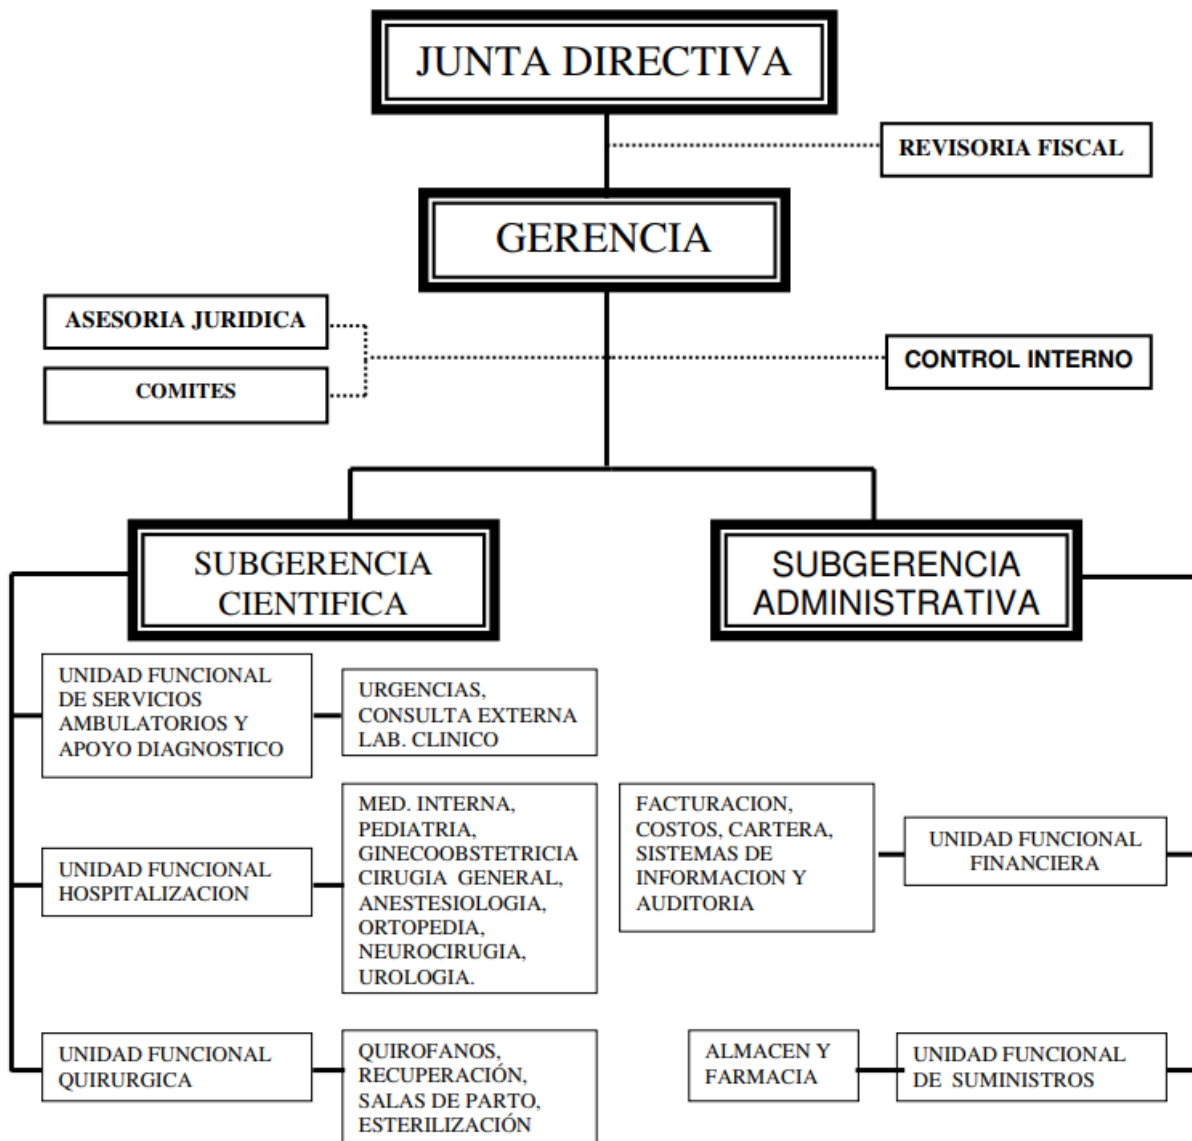 JUNTA DIRECTIVA
REVISORIA FISCAL
GERENCIA
ASESORIA JURIDICA
COMITES
CONTROL INTERNO
SUBGERENCIA
CIENTIFICA
SUBGERENCIA
ADMINISTRATIVA
UNIDAD FUNCIONAL
DE SERVICIOS
AMBULATORIOS Y
APOYO DIAGNOSTICO
URGENCIAS,
CONSULTA EXTERNA
LAB. CLINICO
UNIDAD FUNCIONAL
HOSPITALIZACION
MED. INTERNA,
PEDIATRIA,
GINECOOBSTETRICIA
CIRUGIA GENERAL,
ANESTESIOLOGIA,
ORTOPEDIA,
NEUROCIRUGIA,
UROLOGIA.
FACTURACION,
COSTOS, CARTERA,
SISTEMAS DE
INFORMACION Y
AUDITORIA
UNIDAD FUNCIONAL
FINANCIERA
UNIDAD FUNCIONAL
QUIRURGICA
QUIROFANOS,
RECUPERACIÓN,
SALAS DE PARTO,
ESTERILIZACIÓN
ALMACEN Y
FARMACIA
UNIDAD FUNCIONAL
DE SUMINISTROS